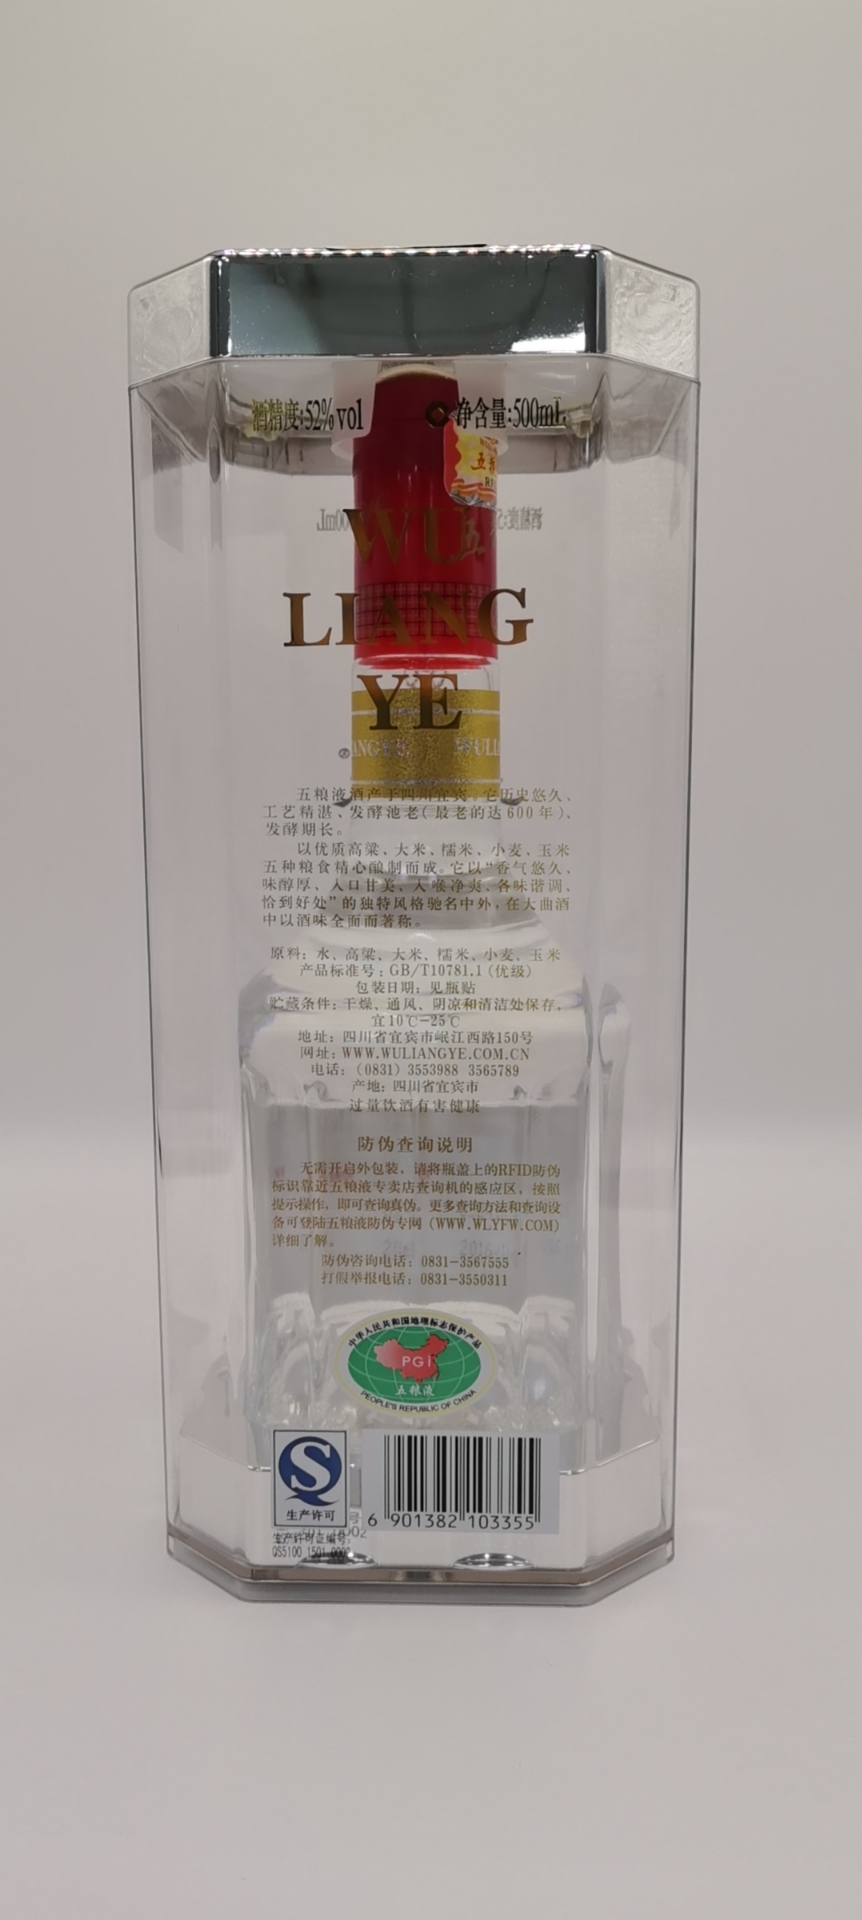 酒精度:52%vol 净含量:500mL
WU
LIANG
YE
五粮液酒产于四川宜宾。它历史悠久、
工艺精湛、发酵池老(最老的达600年)、
发酵期长。
以优质高粱、大米、糯米、小麦、玉米
五种粮食精心酿制而成。它以“香气悠久、
味醇厚、入口甘美、入喉净爽、各味谐调、
恰到好处”的独特风格驰名中外,在大曲酒
中以酒味全面而著称。
原料: 水、高粱、大米、糯米、小麦、玉米
产品标准号: GB/T10781.1 (优级)
包装日期: 见瓶贴
贮藏条件: 干燥、通风、阴凉和清洁处保存,
宜10℃-25℃
地址: 四川省宜宾市岷江西路150号
网址: WWW.WULIANGYE.COM.CN
电话: (0831) 3553988 3565789
产地: 四川省宜宾市
过量饮酒有害健康
防伪查询说明
无需开启外包装, 请将瓶盖上的RFID防伪
标识靠近五粮液专卖店查询机的感应区, 按照
提示操作, 即可查询真伪。更多查询方法和查询设
备可登陆五粮液防伪专网 (WWW.WLYFW.COM)
详细了解。
防伪咨询电话: 0831-3567555
打假举报电话: 0831-3550311
中华人民共和国地理标志保护产品
PGI
五粮液
PEOPLE'S REPUBLIC OF CHINA
生产许可
生产许可证编号:
QS5100 1501 0002
6 901382 103355